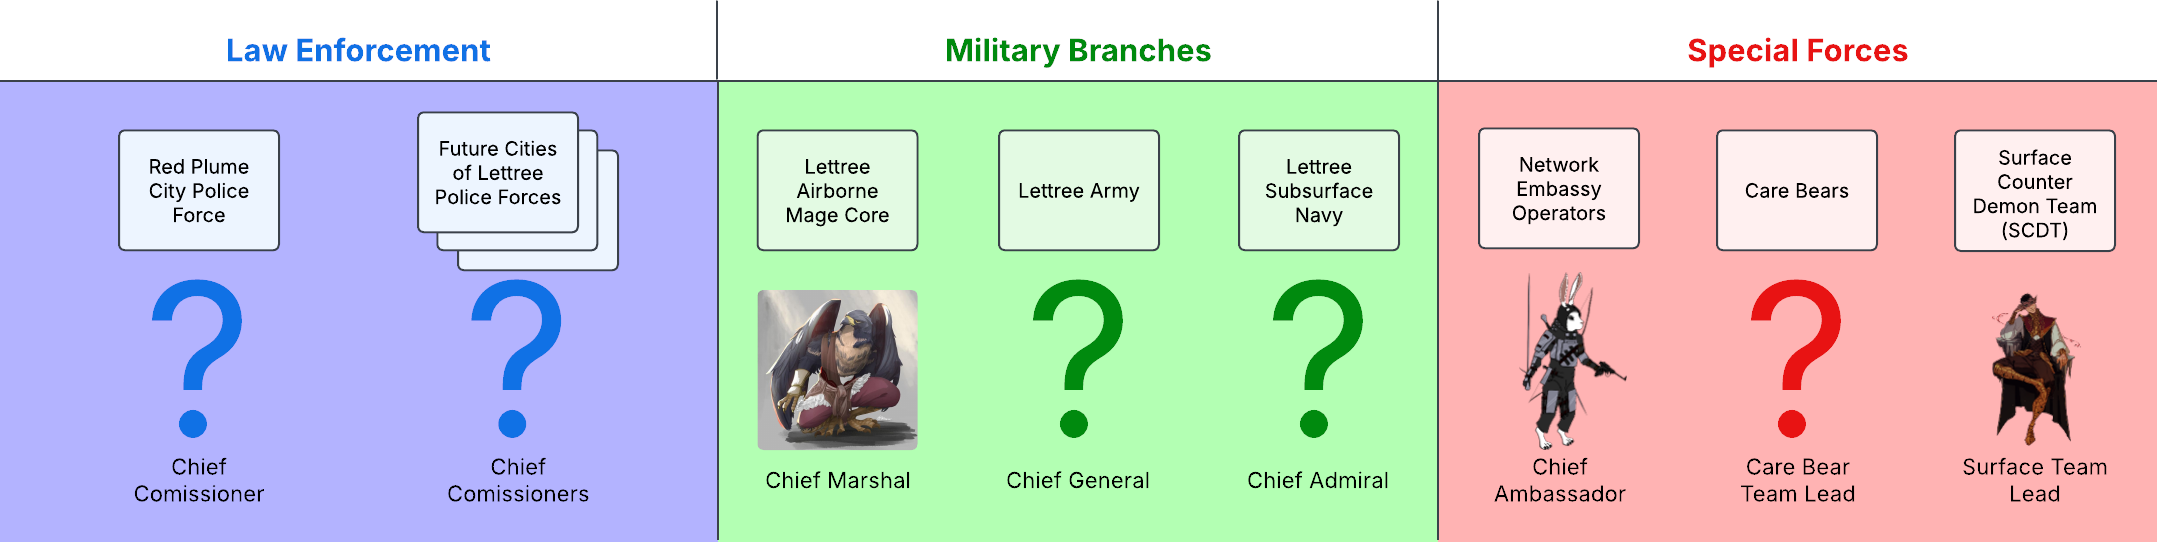 Law Enforcement
Military Branches
Special Forces
Red Plume
City Police
Force
Future Cities
of Lettree
Police Forces
Lettree
Airborne
Mage Core
Lettree Army
Lettree
Subsurface
Navy
Network
Embassy
Operators
Care Bears
Surface
Counter
Demon Team
(SCDT)
?
?
?
?
?
Chief
Comissioner
Chief
Comissioners
Chief Marshal
Chief General
Chief Admiral
Chief
Ambassador
Care Bear
Team Lead
Surface Team
Lead